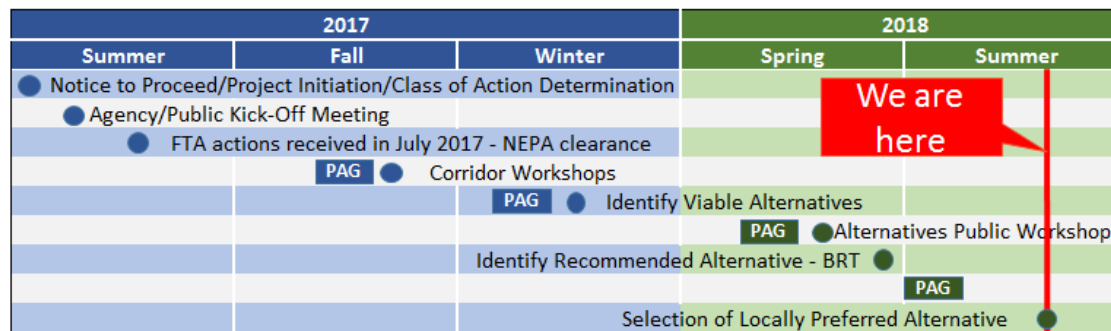 2017 2018
Summer Fall Winter Spring Summer
Notice to Proceed/Project Initiation/Class of Action Determination
We are
here
Agency/Public Kick-Off Meeting
FTA actions received in July 2017 - NEPA clearance
PAG Corridor Workshops
PAG Identify Viable Alternatives
PAG Alternatives Public Workshop
Identify Recommended Alternative - BRT
PAG
Selection of Locally Preferred Alternative